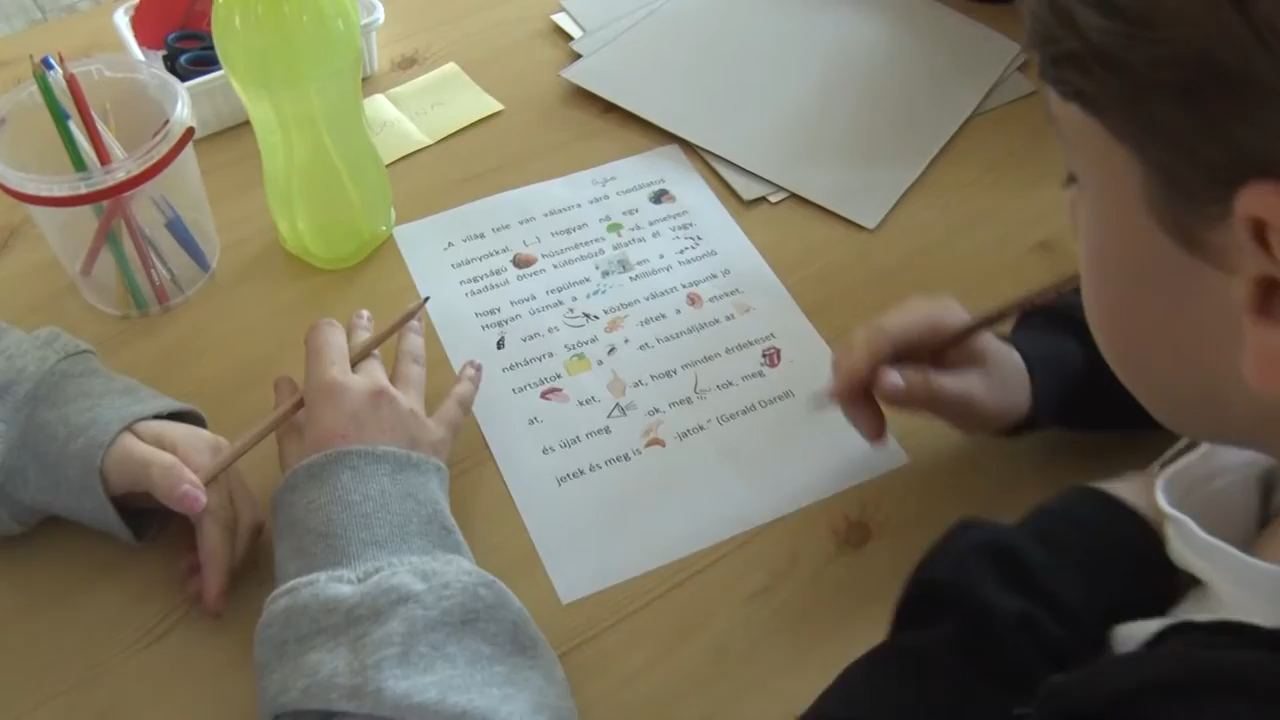 „A világ tele van válaszra váró csodálatos
talányokkal. (...) Hogyan nő egy
nagyságú húszméteres vá, amelyen
ráadásul ötven különböző állatfaj él Vagy,
hogy hová repülnek en a
Hogyan úsznak a Milliónyi hasonló
van, és közben választ kapunk jó
néhányra. Szóval -zétek a -eteket.
tartsátok a -et, használjátok az
at, -ket, -at, hogy minden érdekeset
és újat meg -ok, meg -tok, meg
jetek és meg is -jatok." (Gerald Darell)